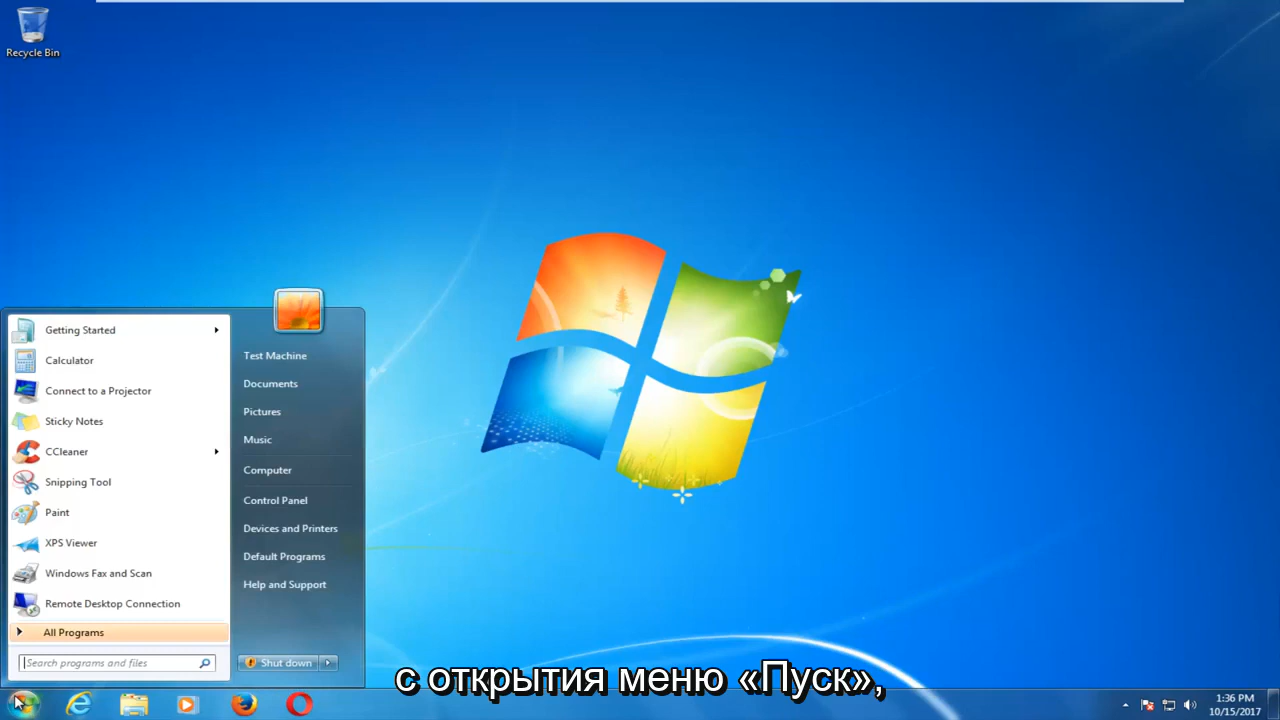 Recycle Bin
Getting Started
Calculator
Connect to a Projector
Sticky Notes
CCleaner
Snipping Tool
Paint
XPS Viewer
Windows Fax and Scan
Remote Desktop Connection
All Programs
Search programs and files
Test Machine
Documents
Pictures
Music
Computer
Control Panel
Devices and Printers
Default Programs
Help and Support
Shut down
с открытия меню «Пуск»,
1:36 PM
10/15/2017